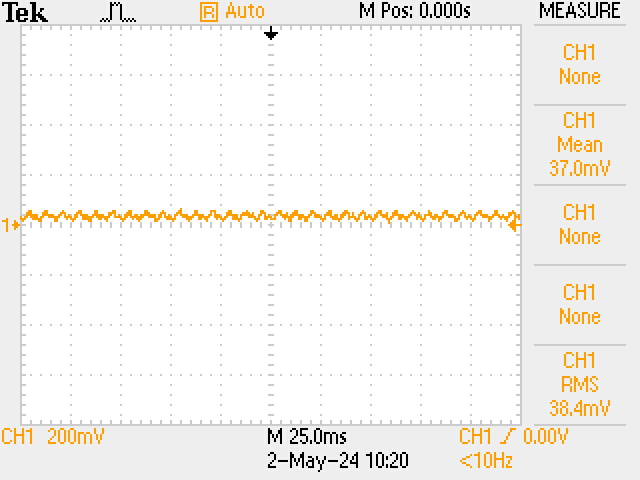 Tek R Auto M Pos: 0.000s MEASURE
CH1
None
CH1
Mean
37.0mV
CH1
None
1
CH1
None
CH1
RMS
38.4mV
CH1 200mV M 25.0ms CH1 0.00V
2-May-24 10:20 <10Hz